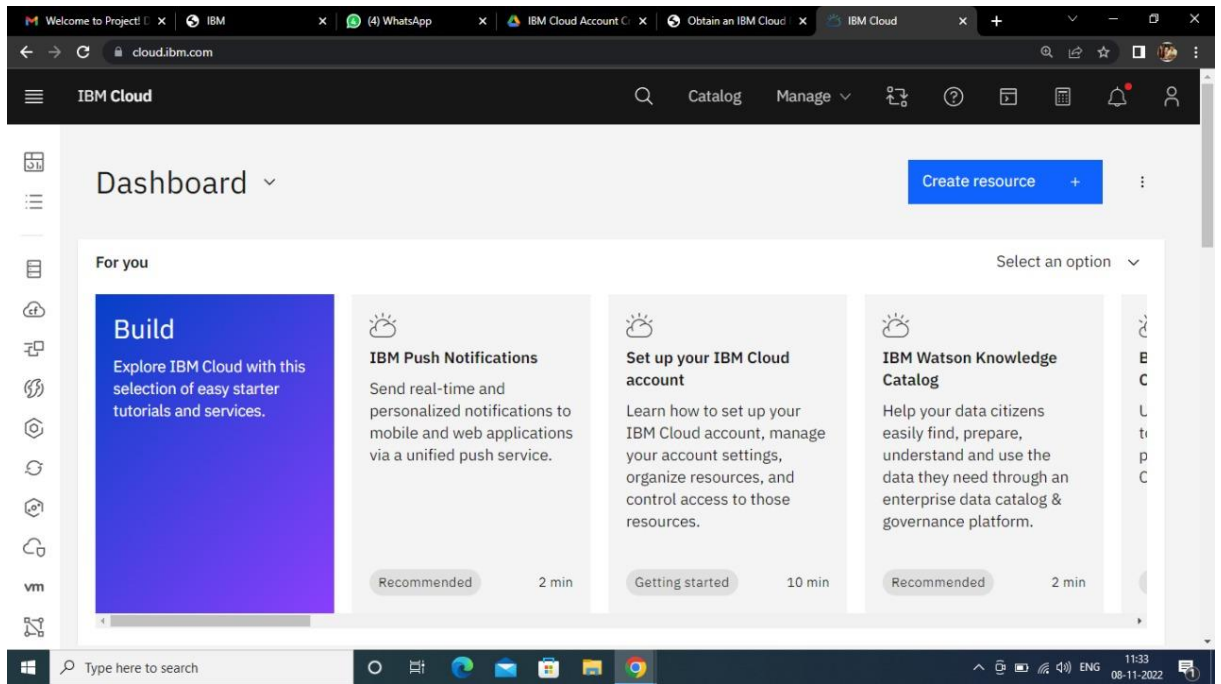 Welcome to Project! D
IBM
(4) WhatsApp
IBM Cloud Account C
Obtain an IBM Cloud
IBM Cloud
cloud.ibm.com
IBM Cloud
Catalog
Manage
Dashboard
Create resource +
For you
Select an option
Build
Explore IBM Cloud with this
selection of easy starter
tutorials and services.
IBM Push Notifications
Send real-time and
personalized notifications to
mobile and web applications
via a unified push service.
Recommended
2 min
Set up your IBM Cloud
account
Learn how to set up your
IBM Cloud account, manage
your account settings,
organize resources, and
control access to those
resources.
Getting started
10 min
IBM Watson Knowledge
Catalog
Help your data citizens
easily find, prepare,
understand and use the
data they need through an
enterprise data catalog &
governance platform.
Recommended
2 min
cf
vm
Type here to search
ENG
11:33
08-11-2022
1